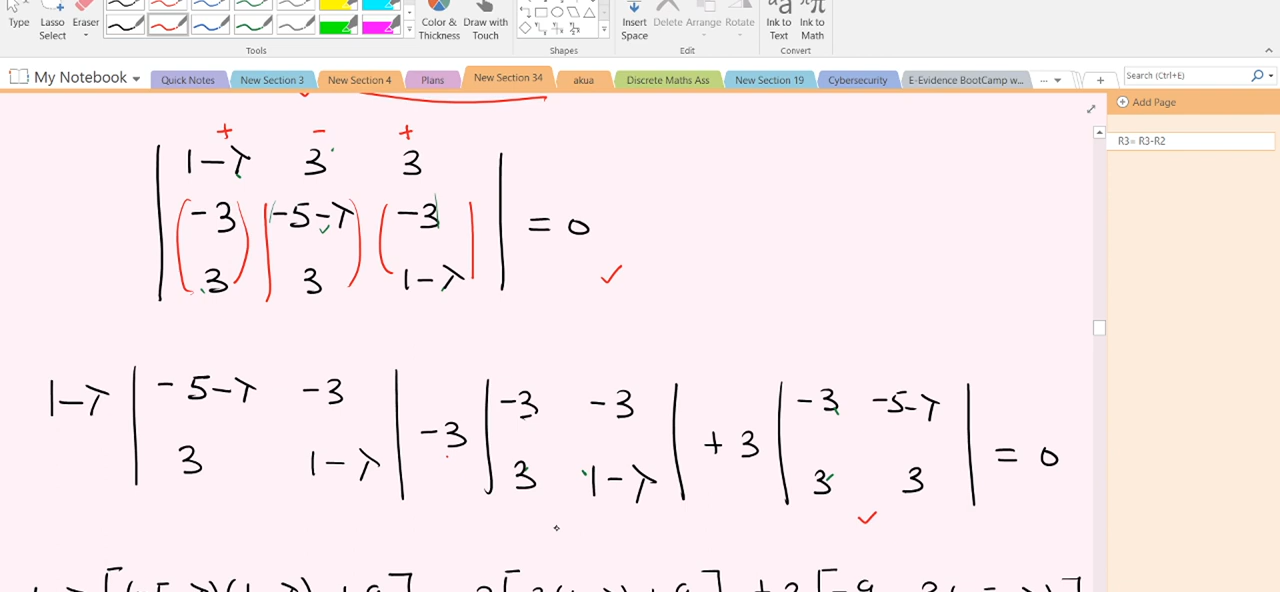 Type Lasso Select Eraser Color & Thickness Draw with Touch Insert Space Delete Arrange Rotate Ink to Text Ink to Math
Tools Shapes Edit Convert
My Notebook Quick Notes New Section 3 New Section 4 Plans New Section 34 akua Discrete Maths Ass New Section 19 Cybersecurity E-Evidence BootCamp w... ... + Search (Ctrl+E)
+ Add Page
R3= R3-R2
+ − +
| 1-λ 3 3 |
| -3 -5-λ -3 | = 0
| 3 3 1-λ |
1-λ | -5-λ -3 | -3 | -3 -3 | + 3 | -3 -5-λ | = 0
| 3 1-λ | | 3 1-λ | | 3 3 |